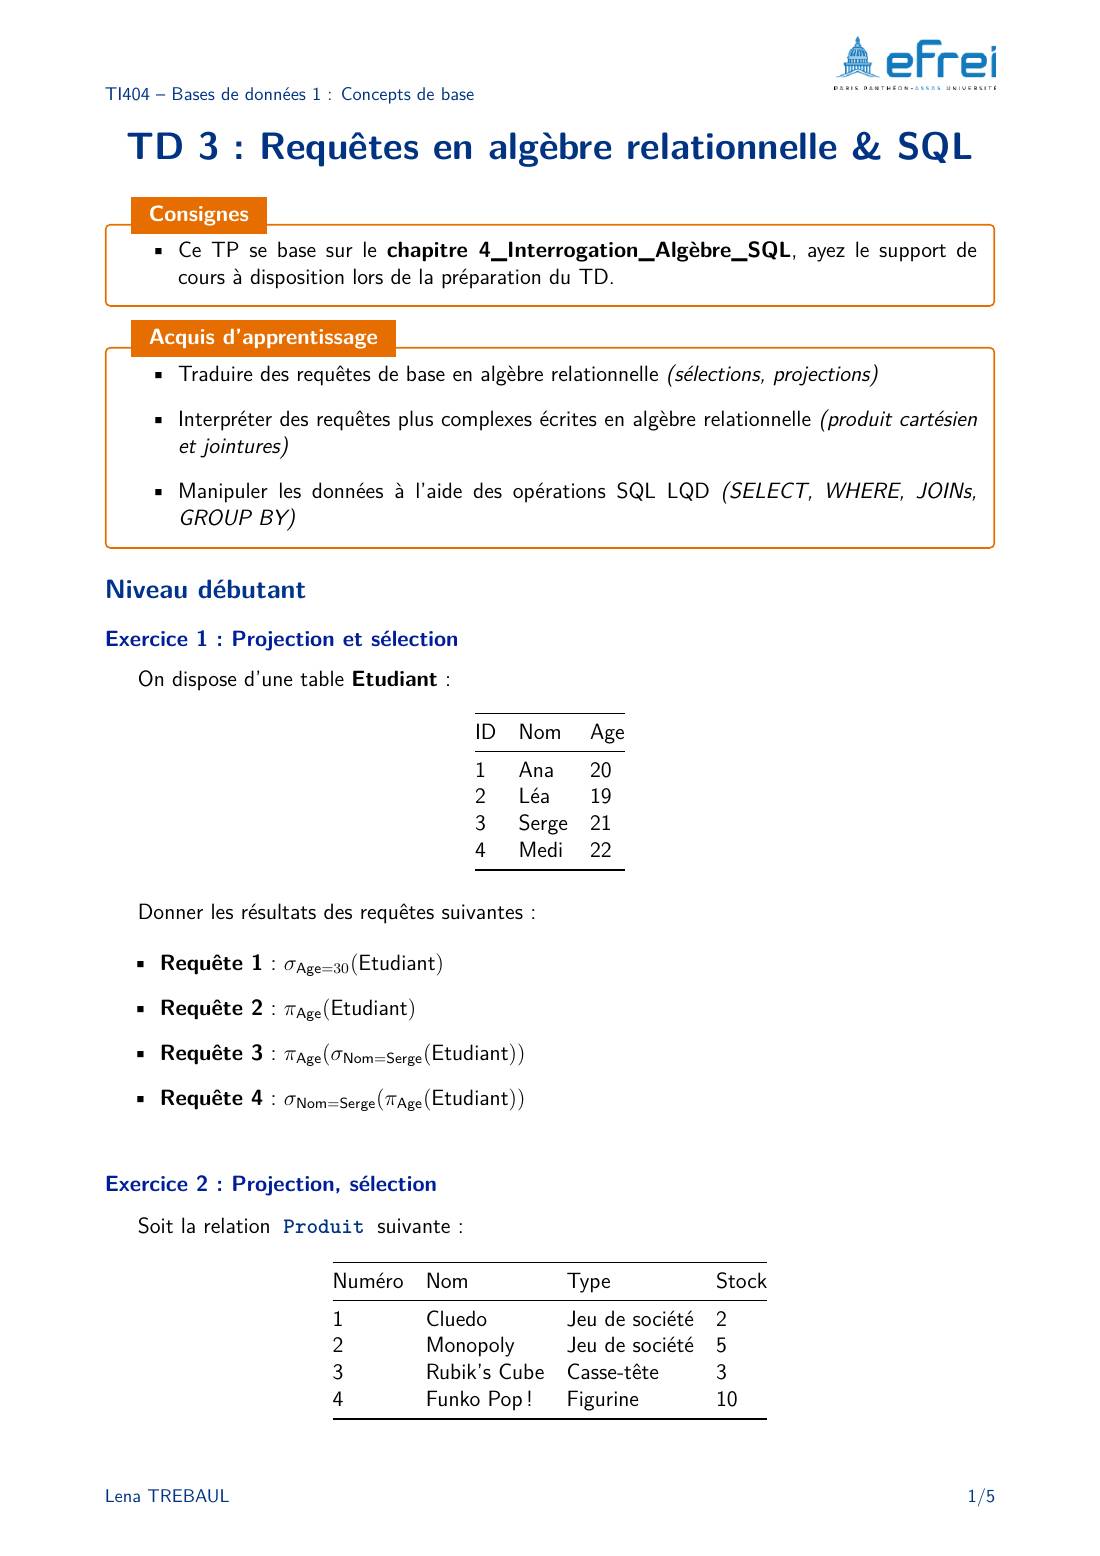 efrei
PARIS PANTHÉON-ASSAS UNIVERSITÉ
TI404 – Bases de données 1 : Concepts de base
TD 3 : Requêtes en algèbre relationnelle & SQL
Consignes
▪ Ce TP se base sur le chapitre 4_Interrogation_Algèbre_SQL, ayez le support de
cours à disposition lors de la préparation du TD.
Acquis d'apprentissage
▪ Traduire des requêtes de base en algèbre relationnelle (sélections, projections)
▪ Interpréter des requêtes plus complexes écrites en algèbre relationnelle (produit cartésien
et jointures)
▪ Manipuler les données à l'aide des opérations SQL LQD (SELECT, WHERE, JOINs,
GROUP BY)
Niveau débutant
Exercice 1 : Projection et sélection
On dispose d'une table Etudiant :
ID Nom Age
1 Ana 20
2 Léa 19
3 Serge 21
4 Medi 22
Donner les résultats des requêtes suivantes :
▪ Requête 1 : σAge=30(Etudiant)
▪ Requête 2 : πAge(Etudiant)
▪ Requête 3 : πAge(σNom=Serge(Etudiant))
▪ Requête 4 : σNom=Serge(πAge(Etudiant))
Exercice 2 : Projection, sélection
Soit la relation Produit suivante :
Numéro Nom Type Stock
1 Cluedo Jeu de société 2
2 Monopoly Jeu de société 5
3 Rubik's Cube Casse-tête 3
4 Funko Pop ! Figurine 10
Lena TREBAUL 1/5